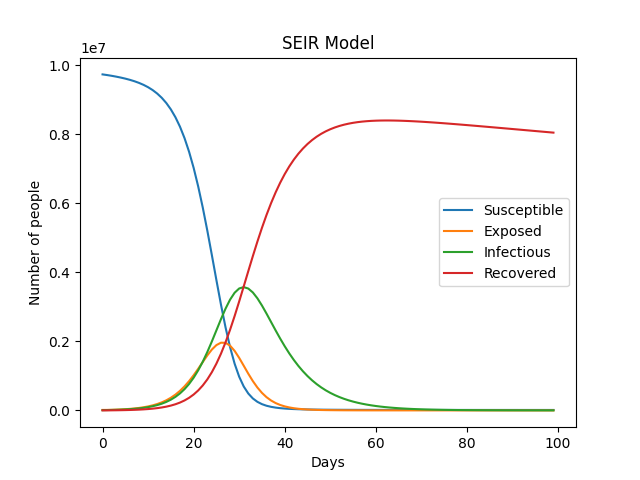 SEIR Model
1e7
1.0
0.8
0.6
0.4
0.2
0.0
Number of people
Susceptible
Exposed
Infectious
Recovered
0 20 40 60 80 100
Days